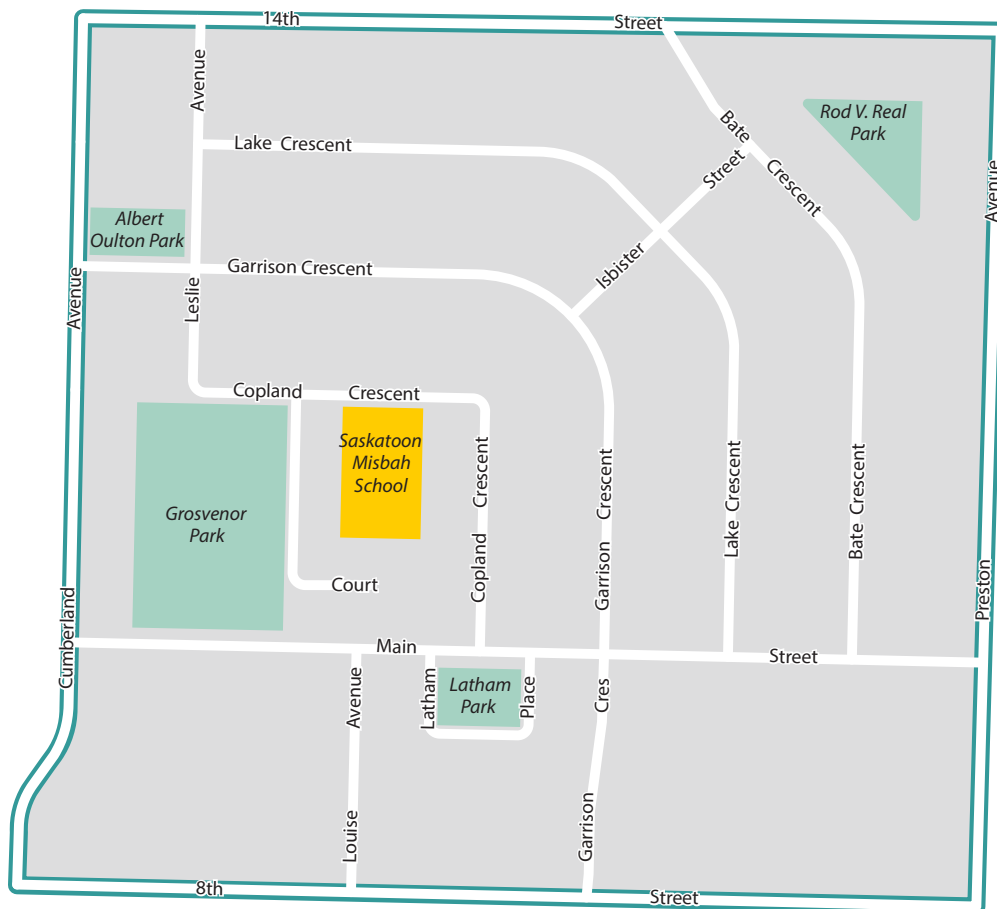 14th Street
Avenue
Bate Crescent
Rod V. Real
Park
Lake Crescent
Street
Isbister
Avenue
Albert
Oulton Park
Garrison Crescent
Leslie
Avenue
Copland Crescent
Saskatoon
Misbah
School
Grosvenor
Park
Copland Crescent
Garrison Crescent
Lake Crescent
Bate Crescent
Court
Cumberland
Preston
Main Street
Avenue
Latham
Latham
Park
Place
Cres
Louise
Garrison
8th Street